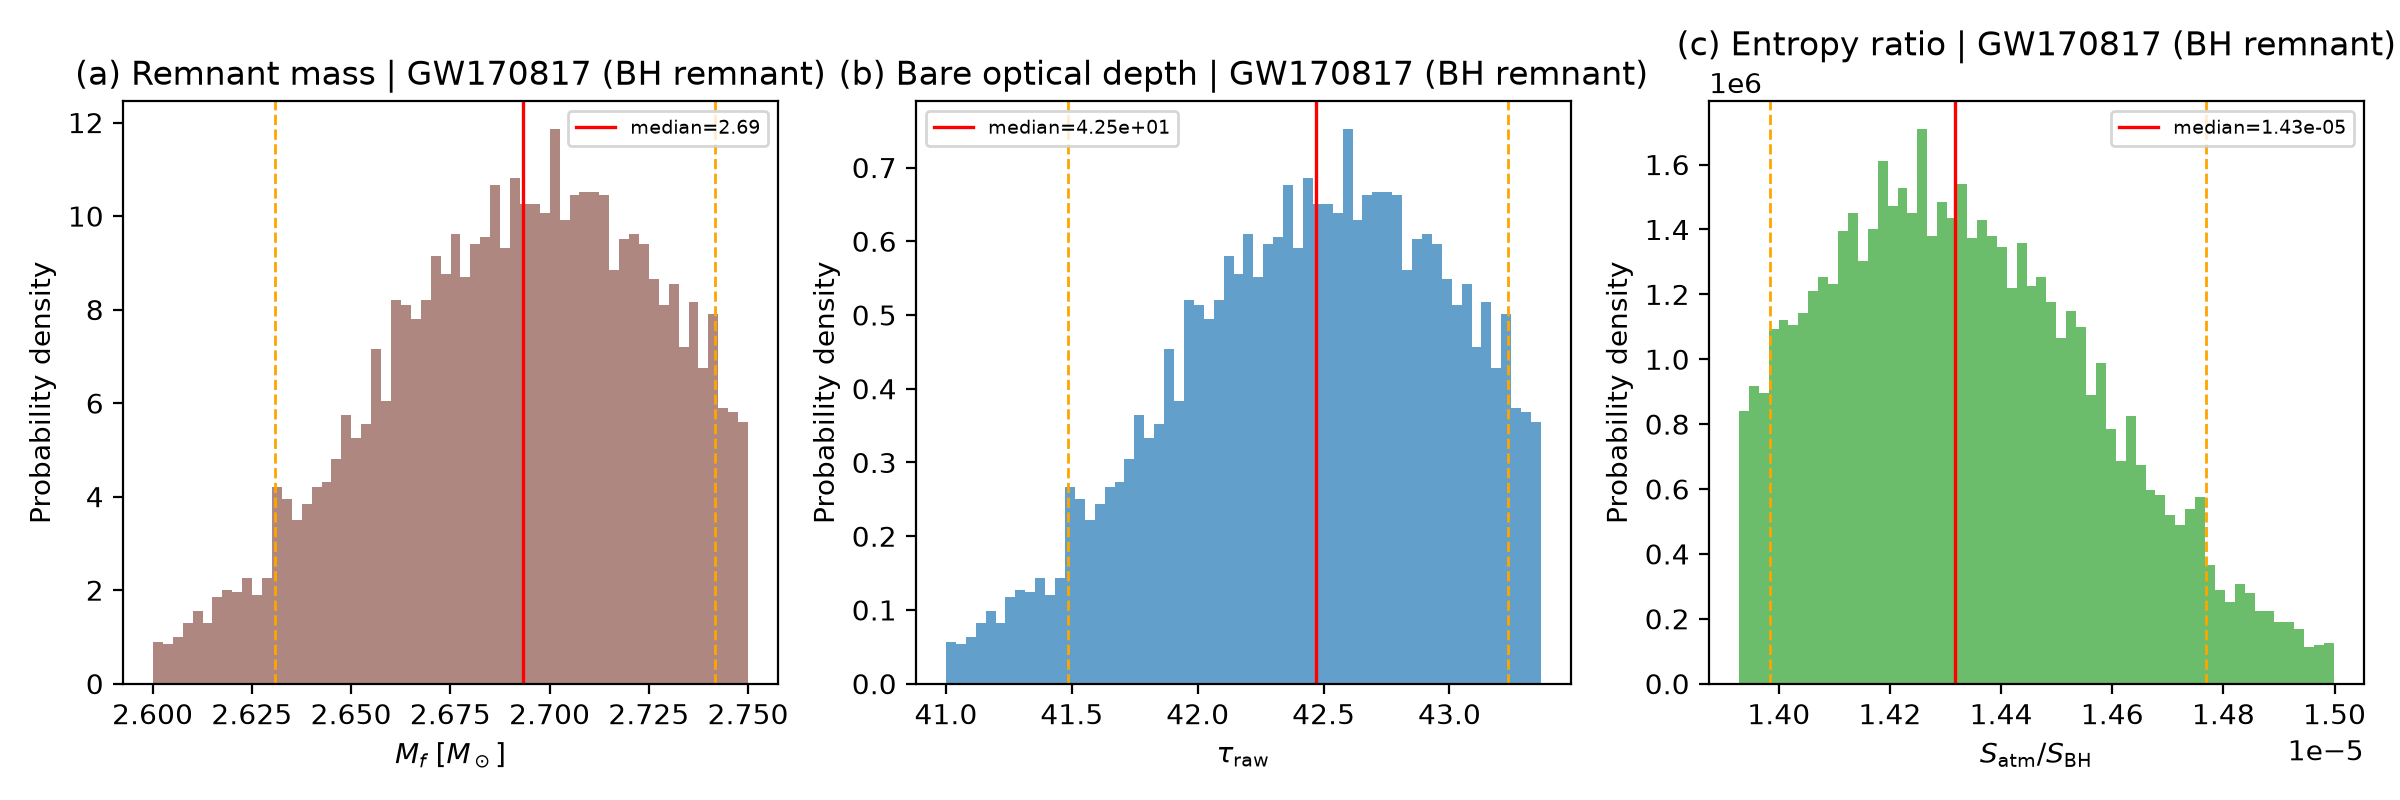 (a) Remnant mass | GW170817 (BH remnant)
median=2.69
Probability density
12
10
8
6
4
2
0
2.600 2.625 2.650 2.675 2.700 2.725 2.750
M_f [M_⊙]
(b) Bare optical depth | GW170817 (BH remnant)
median=4.25e+01
Probability density
0.7
0.6
0.5
0.4
0.3
0.2
0.1
0.0
41.0 41.5 42.0 42.5 43.0
τ_raw
(c) Entropy ratio | GW170817 (BH remnant)
1e6
median=1.43e-05
Probability density
1.6
1.4
1.2
1.0
0.8
0.6
0.4
0.2
0.0
1.40 1.42 1.44 1.46 1.48 1.50
1e−5
S_atm/S_BH